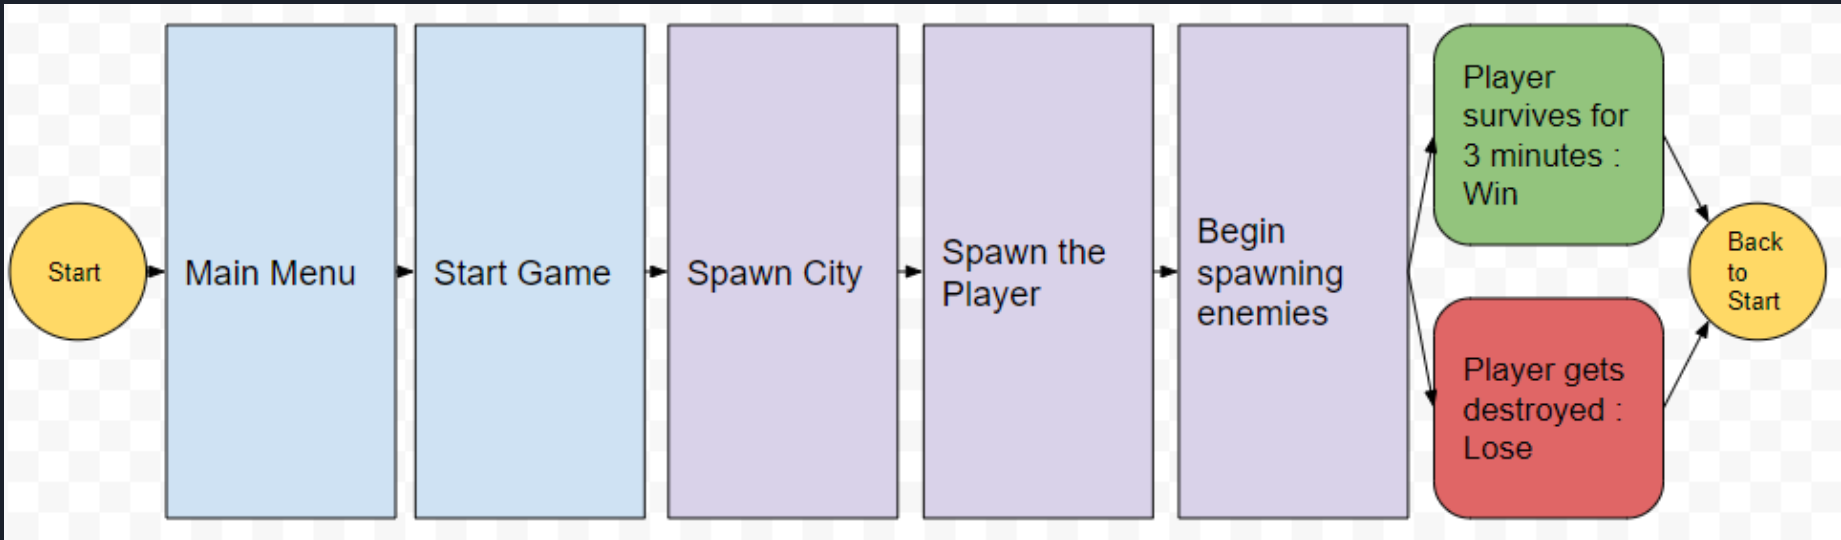 Start
Main Menu
Start Game
Spawn City
Spawn the
Player
Begin
spawning
enemies
Player
survives for
3 minutes :
Win
Player gets
destroyed :
Lose
Back
to
Start